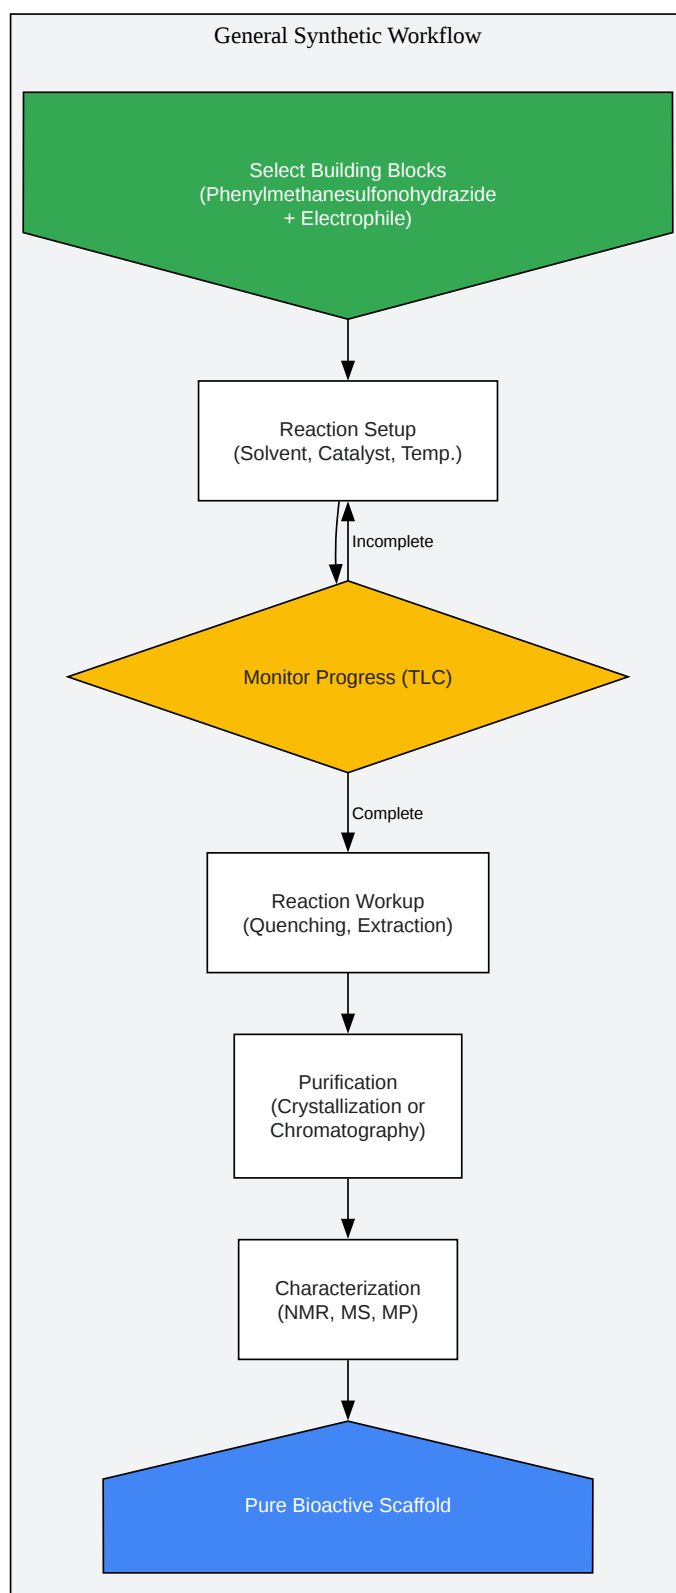 General Synthetic Workflow
Select Building Blocks
(Phenylmethanesulfonohydrazide
+ Electrophile)
Reaction Setup
(Solvent, Catalyst, Temp.)
Incomplete
Monitor Progress (TLC)
Complete
Reaction Workup
(Quenching, Extraction)
Purification
(Crystallization or
Chromatography)
Characterization
(NMR, MS, MP)
Pure Bioactive Scaffold